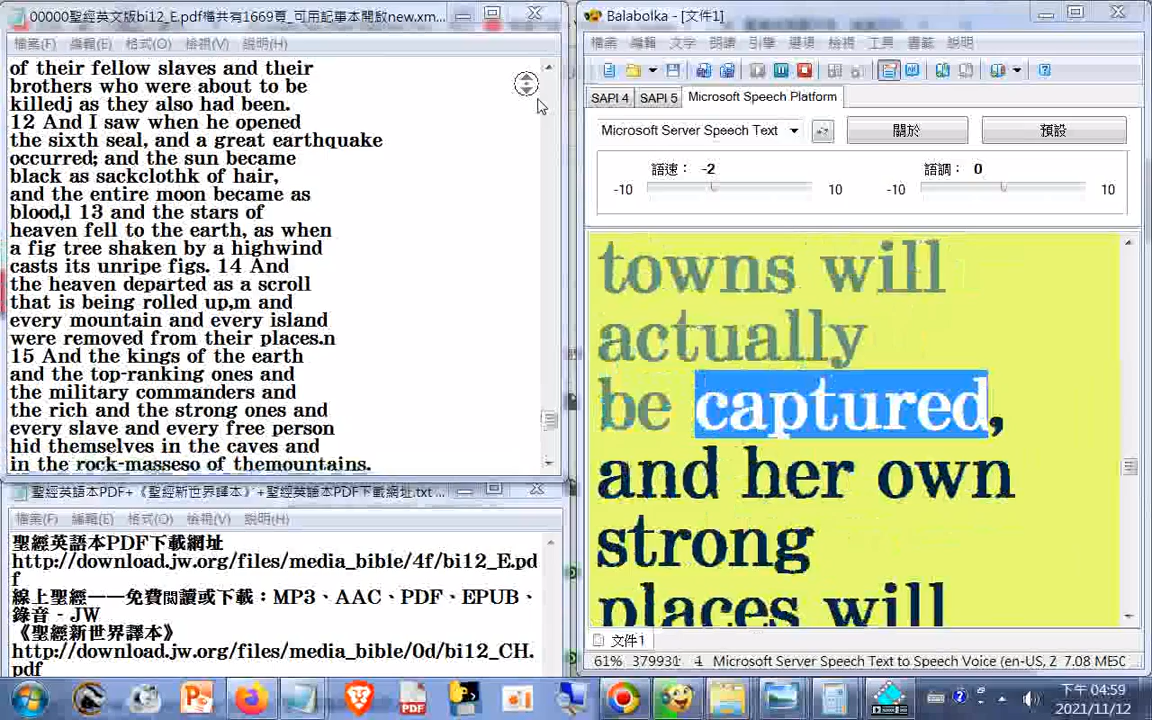 00000聖經英文版bi12_E.pdf檔共有1669頁_可用記事本開啟new.xm...
檔案(F) 編輯(E) 格式(O) 檢視(V) 說明(H)
of their fellow slaves and their
brothers who were about to be
killedj as they also had been.
12 And I saw when he opened
the sixth seal, and a great earthquake
occurred; and the sun became
black as sackclothk of hair,
and the entire moon became as
blood,l 13 and the stars of
heaven fell to the earth, as when
a fig tree shaken by a highwind
casts its unripe figs. 14 And
the heaven departed as a scroll
that is being rolled up,m and
every mountain and every island
were removed from their places.n
15 And the kings of the earth
and the top-ranking ones and
the military commanders and
the rich and the strong ones and
every slave and every free person
hid themselves in the caves and
in the rock-masseso of themountains.
聖經英語本PDF+《聖經新世界譯本》+聖經英語本PDF下載網址.txt ...
檔案(F) 編輯(E) 格式(O) 檢視(V) 說明(H)
聖經英語本PDF下載網址
http://download.jw.org/files/media_bible/4f/bi12_E.pd
f
線上聖經——免費閱讀或下載：MP3、AAC、PDF、EPUB、
錄音 - JW
《聖經新世界譯本》
http://download.jw.org/files/media_bible/0d/bi12_CH.
pdf
Balabolka - [文件1]
檔案 編輯 文字 朗讀 引擎 選項 檢視 工具 書籤 說明
SAPI 4 SAPI 5 Microsoft Speech Platform
Microsoft Server Speech Text 關於 預設
語速： -2 語調： 0
-10 10 -10 10
towns will
actually
be captured,
and her own
strong
places will
文件1
61% 379931 4 Microsoft Server Speech Text to Speech Voice (en-US, 2 7.08 МБ
下午 04:59
2021/11/12